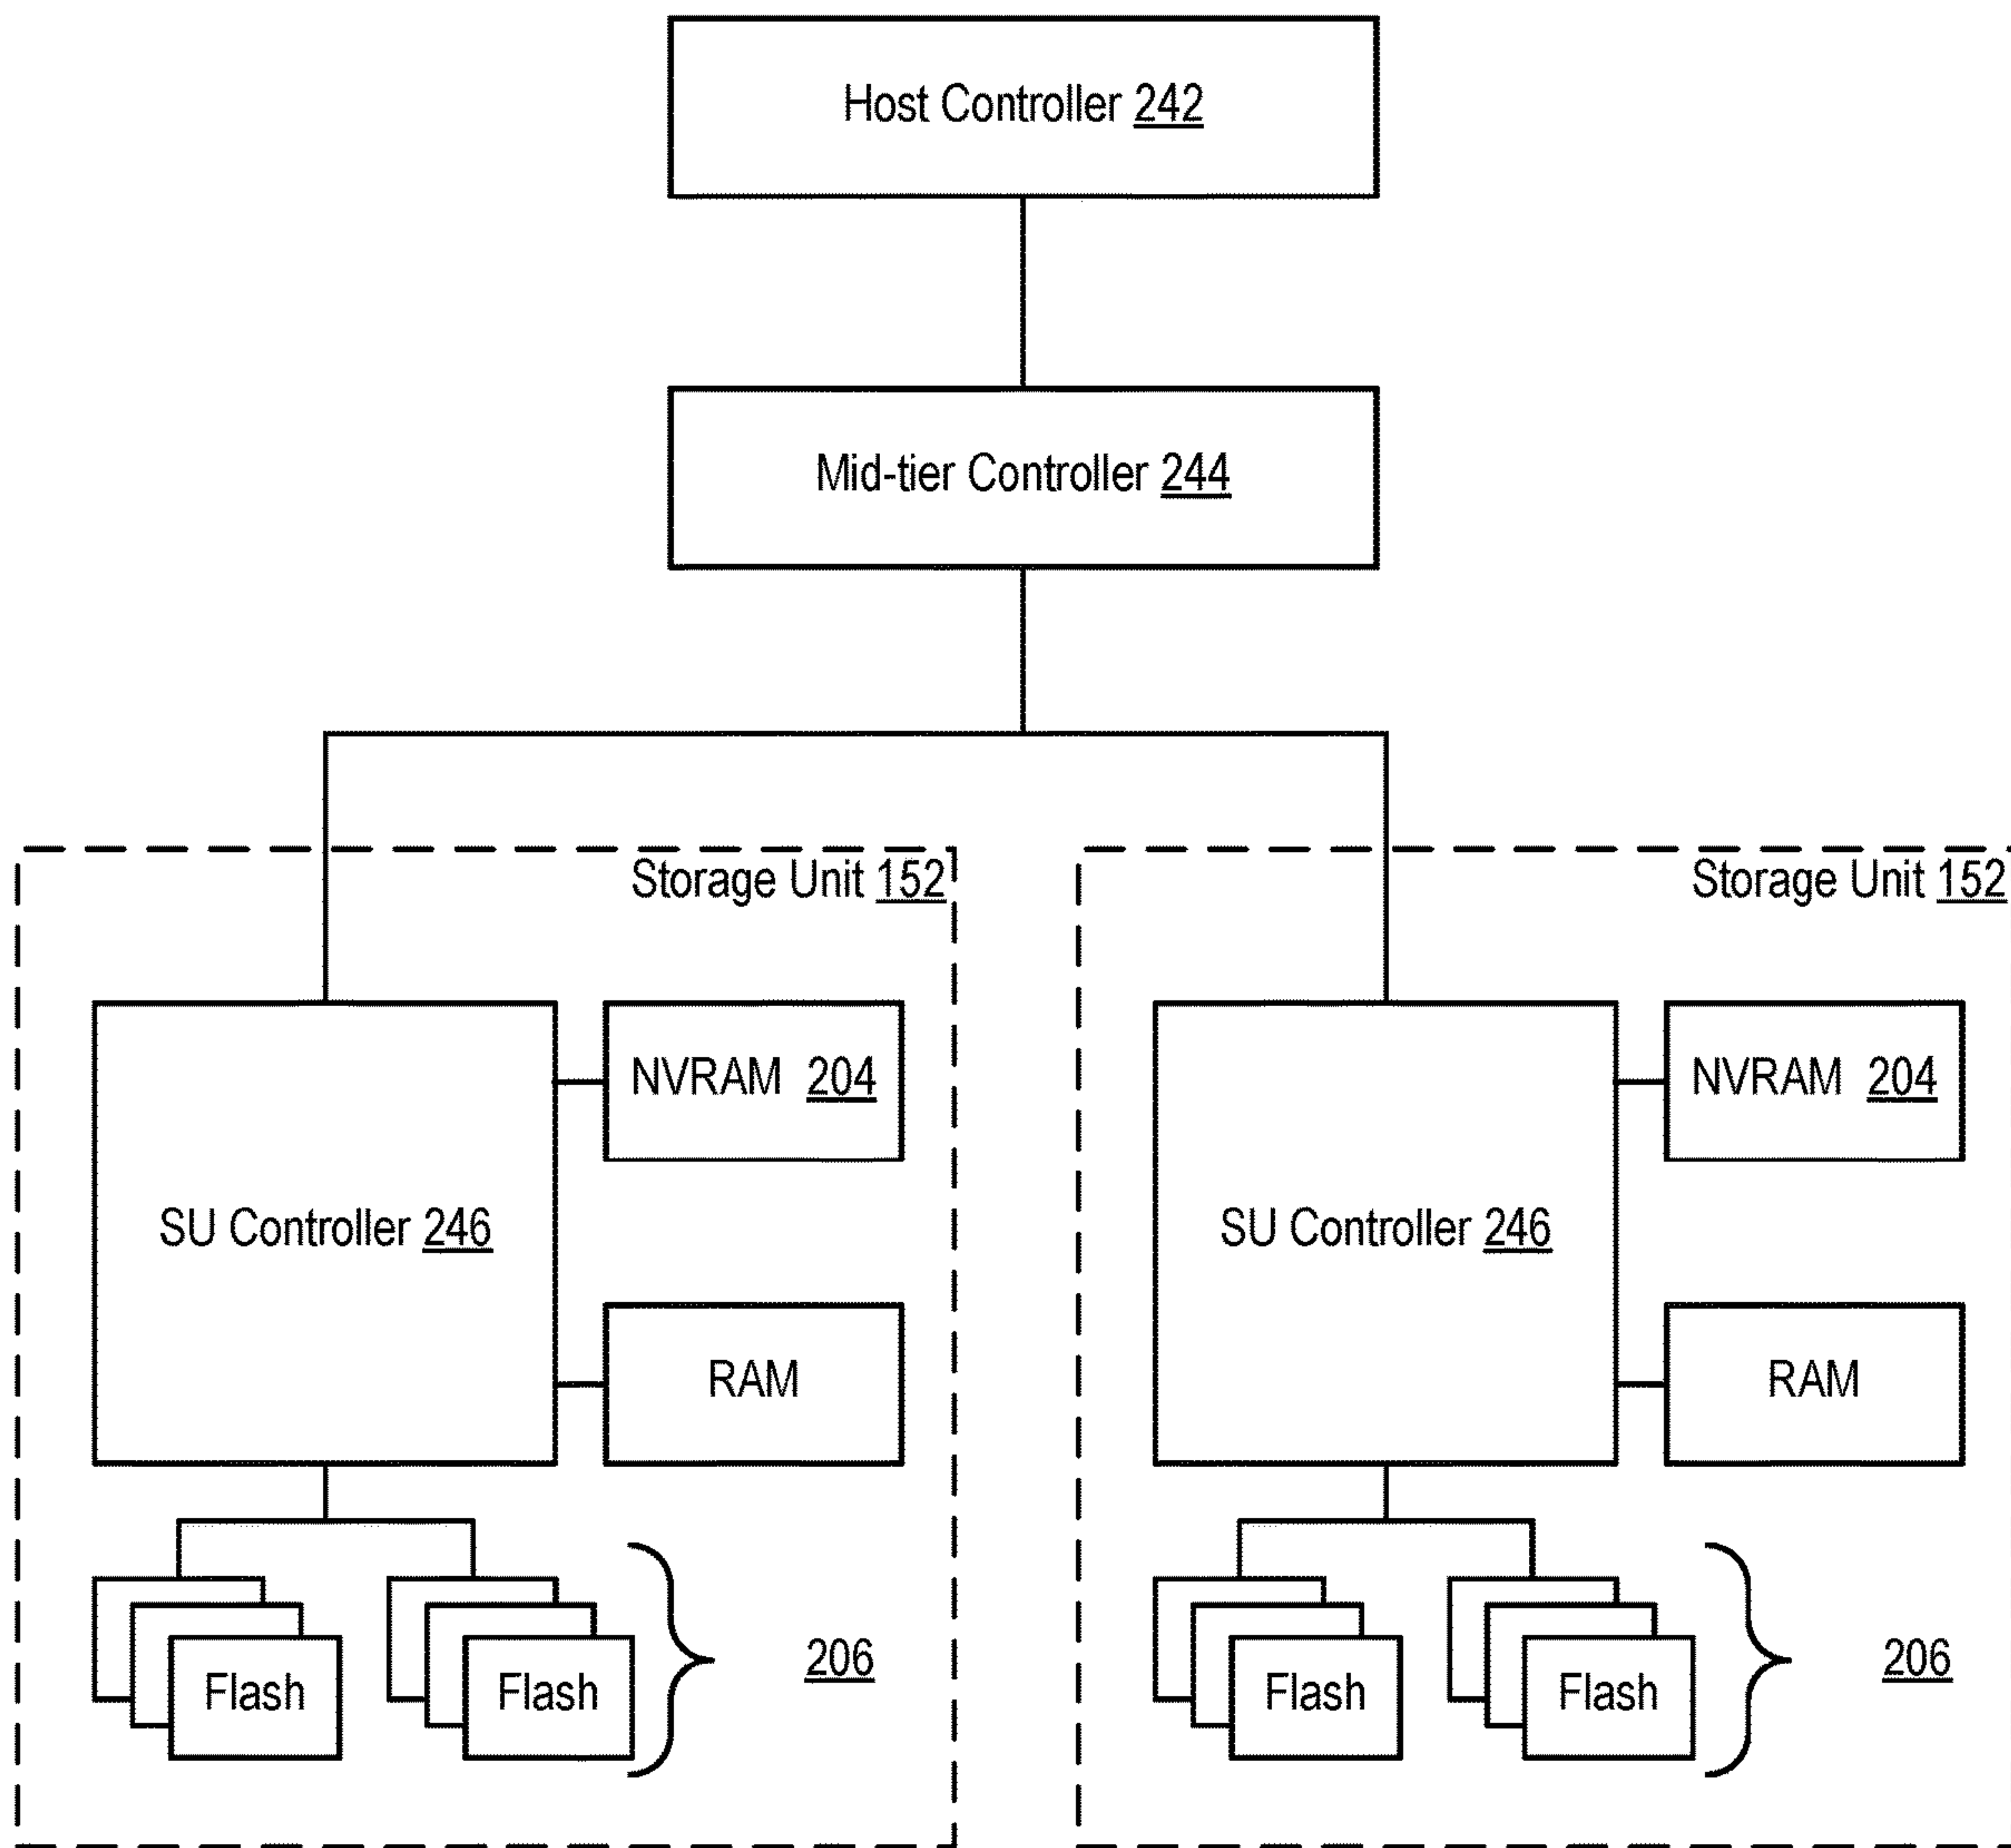 Host Controller 242
Mid-tier Controller 244
Storage Unit 152
NVRAM 204
SU Controller 246
RAM
Flash
Flash
206
Storage Unit 152
NVRAM 204
SU Controller 246
RAM
Flash
Flash
206